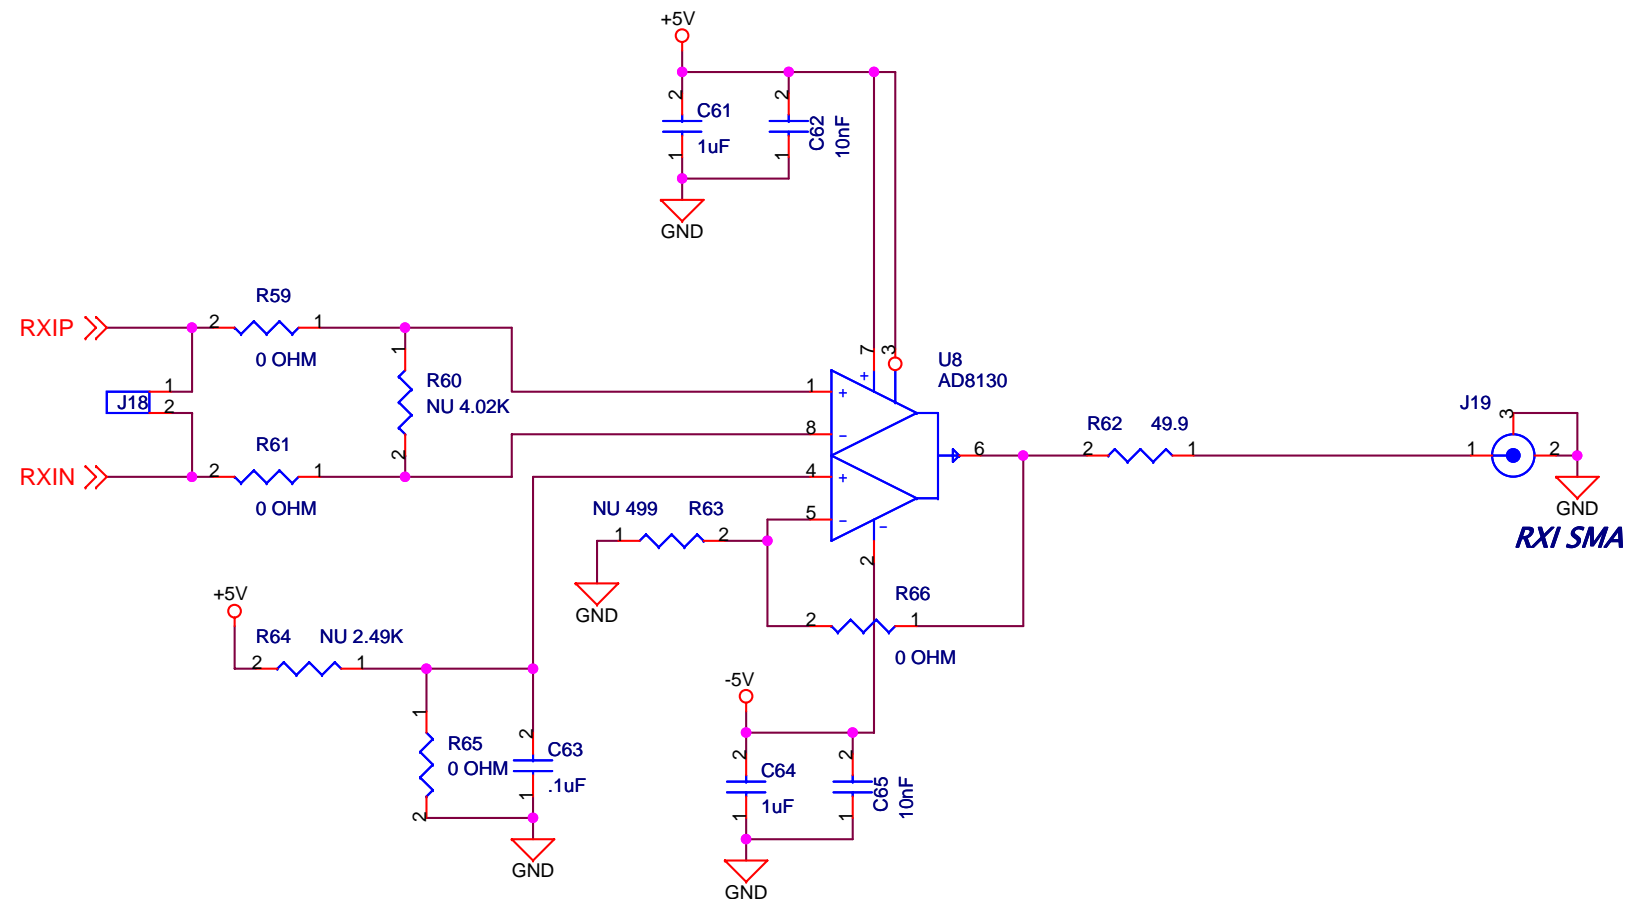 +5V
2
C61
1uF
1
2
C62
10nF
1
GND
RXIP
R59
2
1
0 OHM
J18
1
2
1
R60
NU 4.02K
2
RXIN
R61
2
1
0 OHM
7
3
U8
AD8130
+
1
+
8
-
4
+
5
-
-
2
6
R62
49.9
2
1
J19
3
1
2
GND
RXI SMA
NU 499
R63
1
2
GND
R66
2
1
0 OHM
+5V
R64
NU 2.49K
2
1
1
R65
0 OHM
2
2
C63
.1uF
1
GND
-5V
2
C64
1uF
1
2
C65
10nF
1
GND